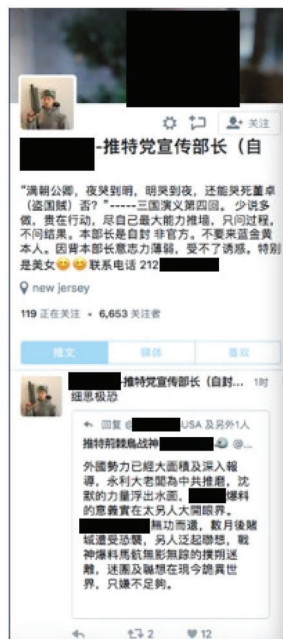 关注
-推特党宣传部长（自
“满朝公卿，夜哭到明，明哭到夜，还能哭死董卓
（盗国贼）否？”-----三国演义第四回。 少说多
做，贵在行动，尽自己最大能力推墙，只问过程，
不问结果。本部长是自封 非官方。不要来蓝金黄
本人。因背本部长意志力薄弱，受不了诱惑。特别
是美女😊😊联系电话 212
new jersey
119 正在关注 • 6,653 关注者
推文 媒体 喜欢
-推特党宣传部长（自封... 1时
细思极恐
回复 @ USA 及另外1人
推特荊棘鳥战神 @...
外國勢力已經大面積及深入報
導，永利大老闆為中共推磨，沈
默的力量浮出水面， 爆料
的意義實在太另人大開眼界。
無功而還，數月後賭
城遭受恐襲，另人泛起聯想，戰
神爆料馬航無影無踪的撲朔迷
離，迷團及聯想在現今詭異世
界，只嫌不足夠。
2 12